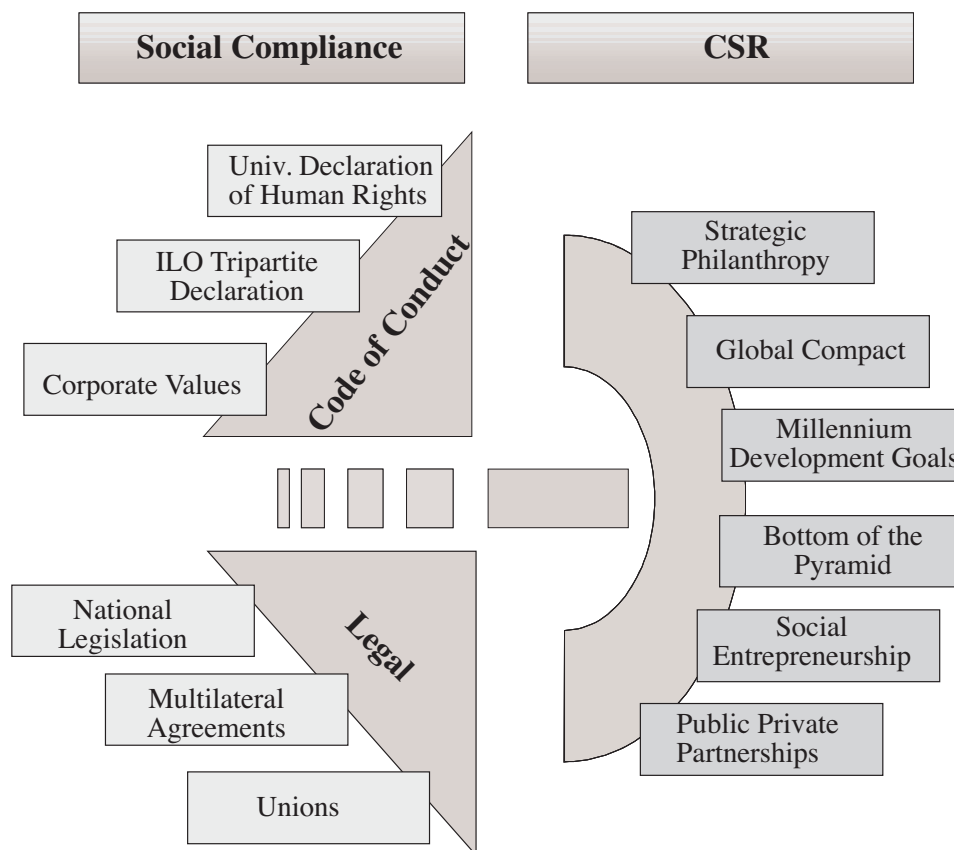 Social Compliance
CSR
Univ. Declaration
of Human Rights
ILO Tripartite
Declaration
Corporate Values
Code of Conduct
National
Legislation
Multilateral
Agreements
Unions
Legal
Strategic
Philanthropy
Global Compact
Millennium
Development Goals
Bottom of the
Pyramid
Social
Entrepreneurship
Public Private
Partnerships